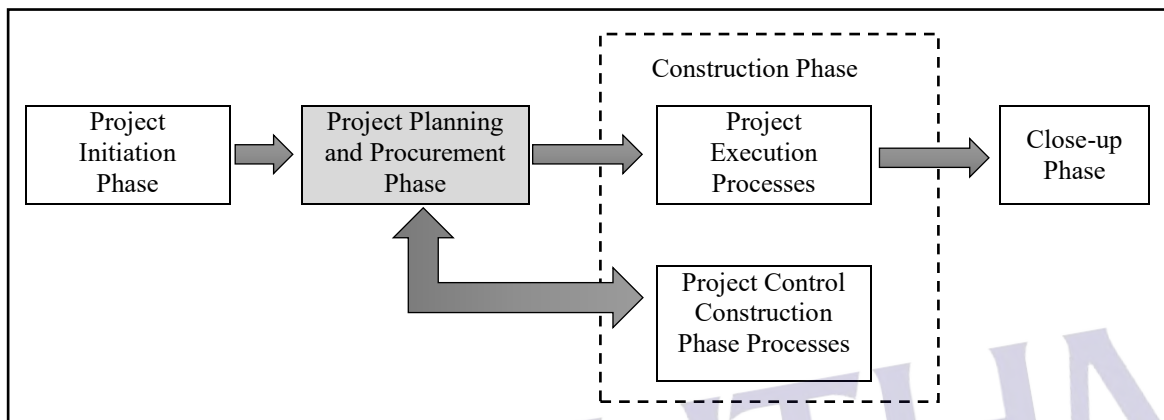 Construction Phase
Project
Initiation
Phase
Project Planning
and Procurement
Phase
Project
Execution
Processes
Close-up
Phase
Project Control
Construction
Phase Processes